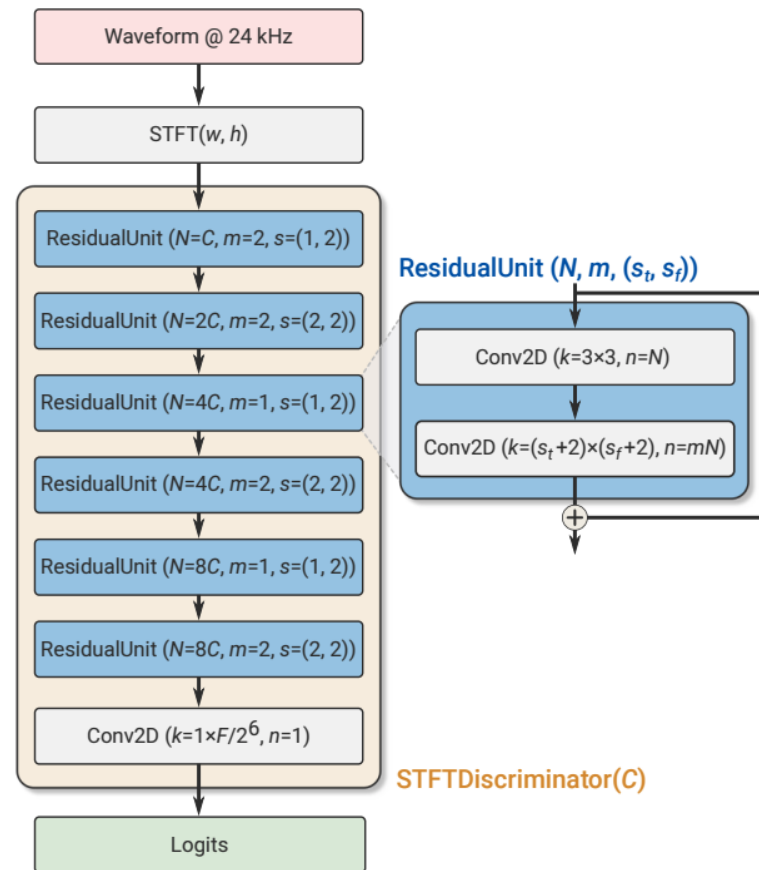 Waveform @ 24 kHz
STFT(w, h)
ResidualUnit (N=C, m=2, s=(1, 2))
ResidualUnit (N=2C, m=2, s=(2, 2))
ResidualUnit (N=4C, m=1, s=(1, 2))
ResidualUnit (N=4C, m=2, s=(2, 2))
ResidualUnit (N=8C, m=1, s=(1, 2))
ResidualUnit (N=8C, m=2, s=(2, 2))
Conv2D (k=1×F/2⁶, n=1)
STFTDiscriminator(C)
Logits
ResidualUnit (N, m, (sₜ, s_f))
Conv2D (k=3×3, n=N)
Conv2D (k=(sₜ+2)×(s_f+2), n=mN)
+